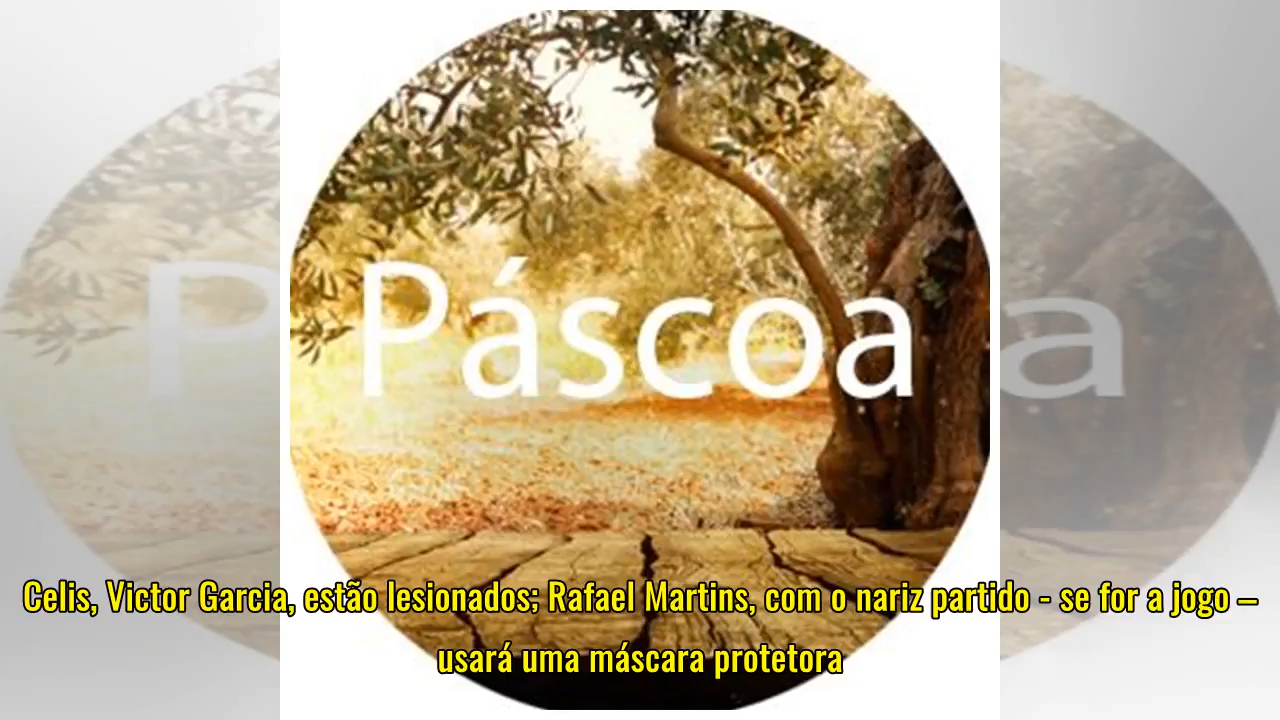 Páscoa
Celis, Victor Garcia, estão lesionados; Rafael Martins, com o nariz partido - se for a jogo –
usará uma máscara protetora